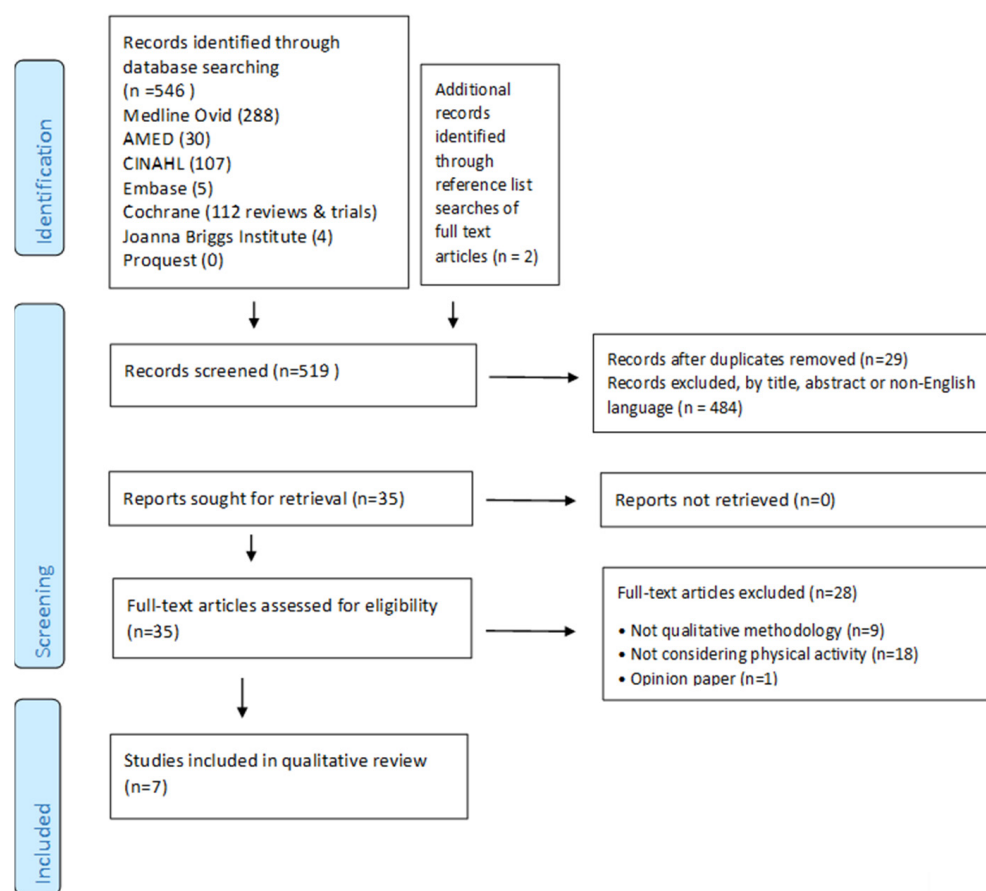 Identification
Records identified through
database searching
(n =546 )
Medline Ovid (288)
AMED (30)
CINAHL (107)
Embase (5)
Cochrane (112 reviews & trials)
Joanna Briggs Institute (4)
Proquest (0)
Additional
records
identified
through
reference list
searches of
full text
articles (n = 2)
Screening
Records screened (n=519 )
Records after duplicates removed (n=29)
Records excluded, by title, abstract or non-English
language (n = 484)
Reports sought for retrieval (n=35)
Reports not retrieved (n=0)
Full-text articles assessed for eligibility
(n=35)
Full-text articles excluded (n=28)
• Not qualitative methodology (n=9)
• Not considering physical activity (n=18)
• Opinion paper (n=1)
Included
Studies included in qualitative review
(n=7)